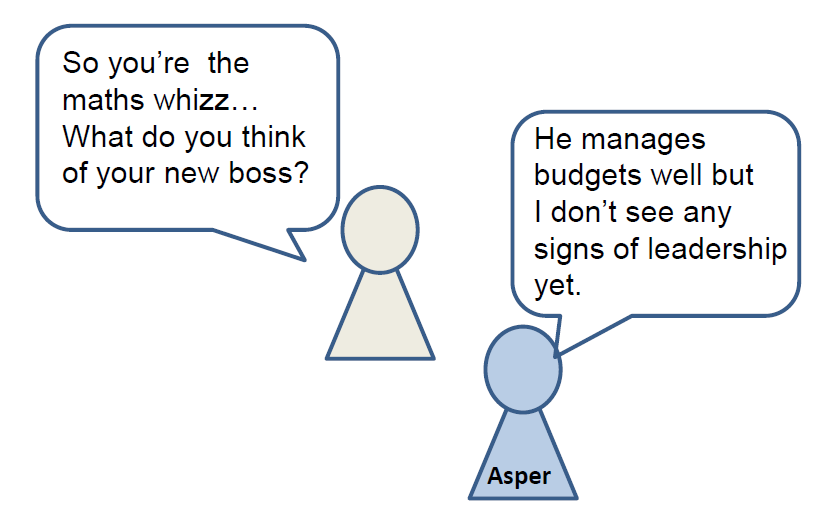 So you’re  the
maths whizz…
What do you think
of your new boss?
He manages
budgets well but
I don’t see any
signs of leadership
yet.
Asper